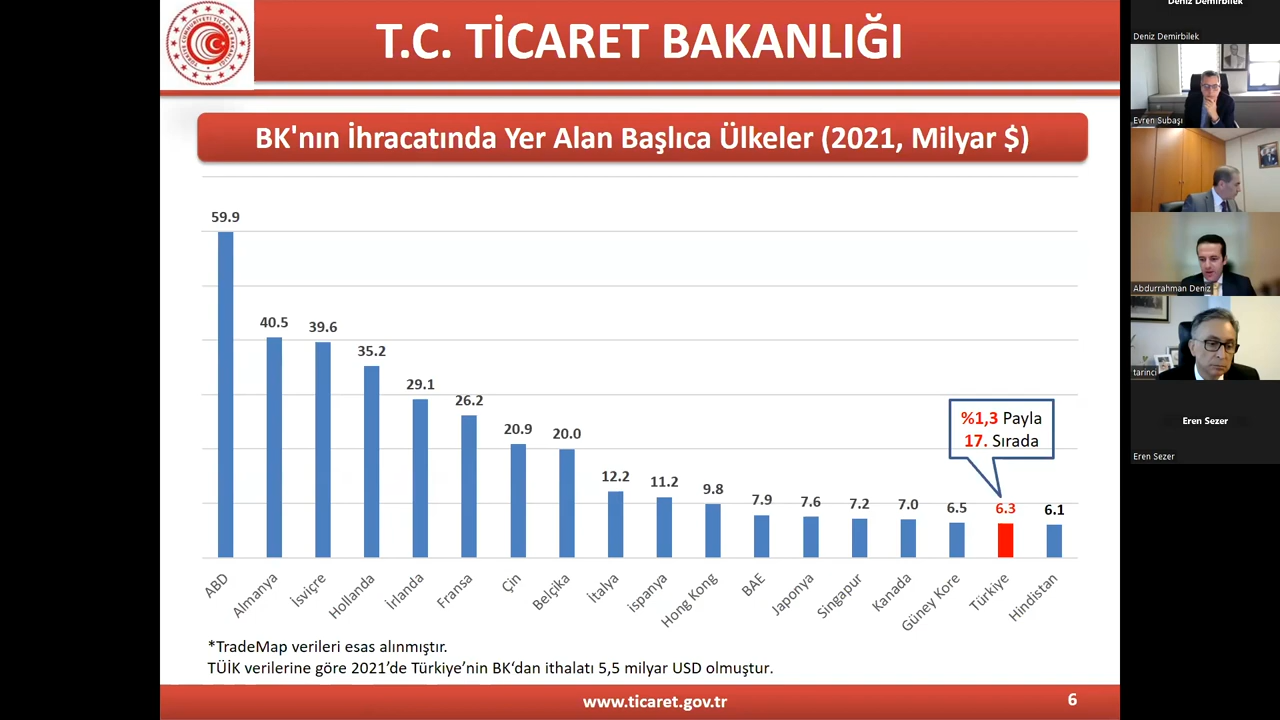 T.C. TİCARET BAKANLIĞI
BK'nın İhracatında Yer Alan Başlıca Ülkeler (2021, Milyar $)
59.9
40.5
39.6
35.2
29.1
26.2
20.9
20.0
12.2
11.2
9.8
7.9
7.6
7.2
7.0
6.5
6.3
6.1
%1,3 Payla
17. Sırada
ABD
Almanya
İsviçre
Hollanda
İrlanda
Fransa
Çin
Belçika
İtalya
ispanya
Hong Kong
BAE
Japonya
Singapur
Kanada
Güney Kore
Türkiye
Hindistan
*TradeMap verileri esas alınmıştır.
TÜİK verilerine göre 2021’de Türkiye’nin BK‘dan ithalatı 5,5 milyar USD olmuştur.
www.ticaret.gov.tr
6
Deniz Demirbilek
Deniz Demirbilek
Evren Subaşı
Abdurrahman Deniz
tarinci
Eren Sezer
Eren Sezer